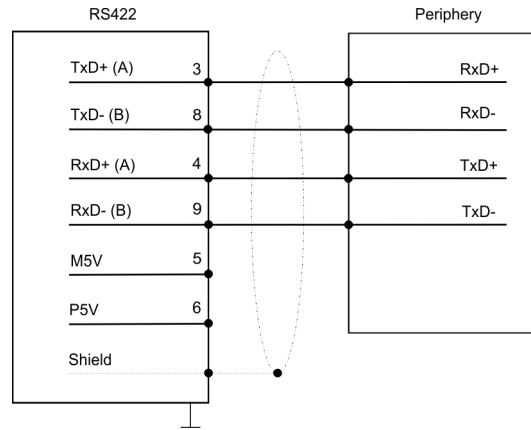 RS422 Periphery
TxD+ (A) 3 RxD+
TxD- (B) 8 RxD-
RxD+ (A) 4 TxD+
RxD- (B) 9 TxD-
M5V 5
P5V 6
Shield